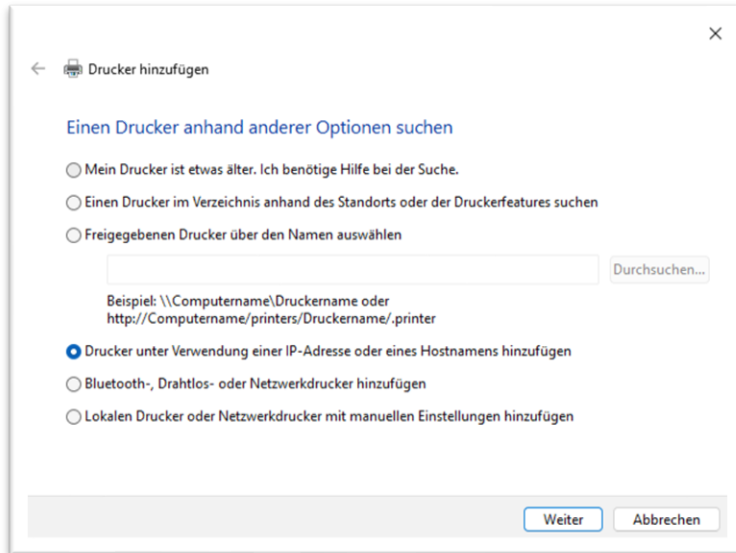 Drucker hinzufügen
Einen Drucker anhand anderer Optionen suchen
Mein Drucker ist etwas älter. Ich benötige Hilfe bei der Suche.
Einen Drucker im Verzeichnis anhand des Standorts oder der Druckerfeatures suchen
Freigegebenen Drucker über den Namen auswählen
Durchsuchen...
Beispiel: \\Computername\Druckername oder
http://Computername/printers/Druckername/.printer
Drucker unter Verwendung einer IP-Adresse oder eines Hostnamens hinzufügen
Bluetooth-, Drahtlos- oder Netzwerkdrucker hinzufügen
Lokalen Drucker oder Netzwerkdrucker mit manuellen Einstellungen hinzufügen
Weiter Abbrechen